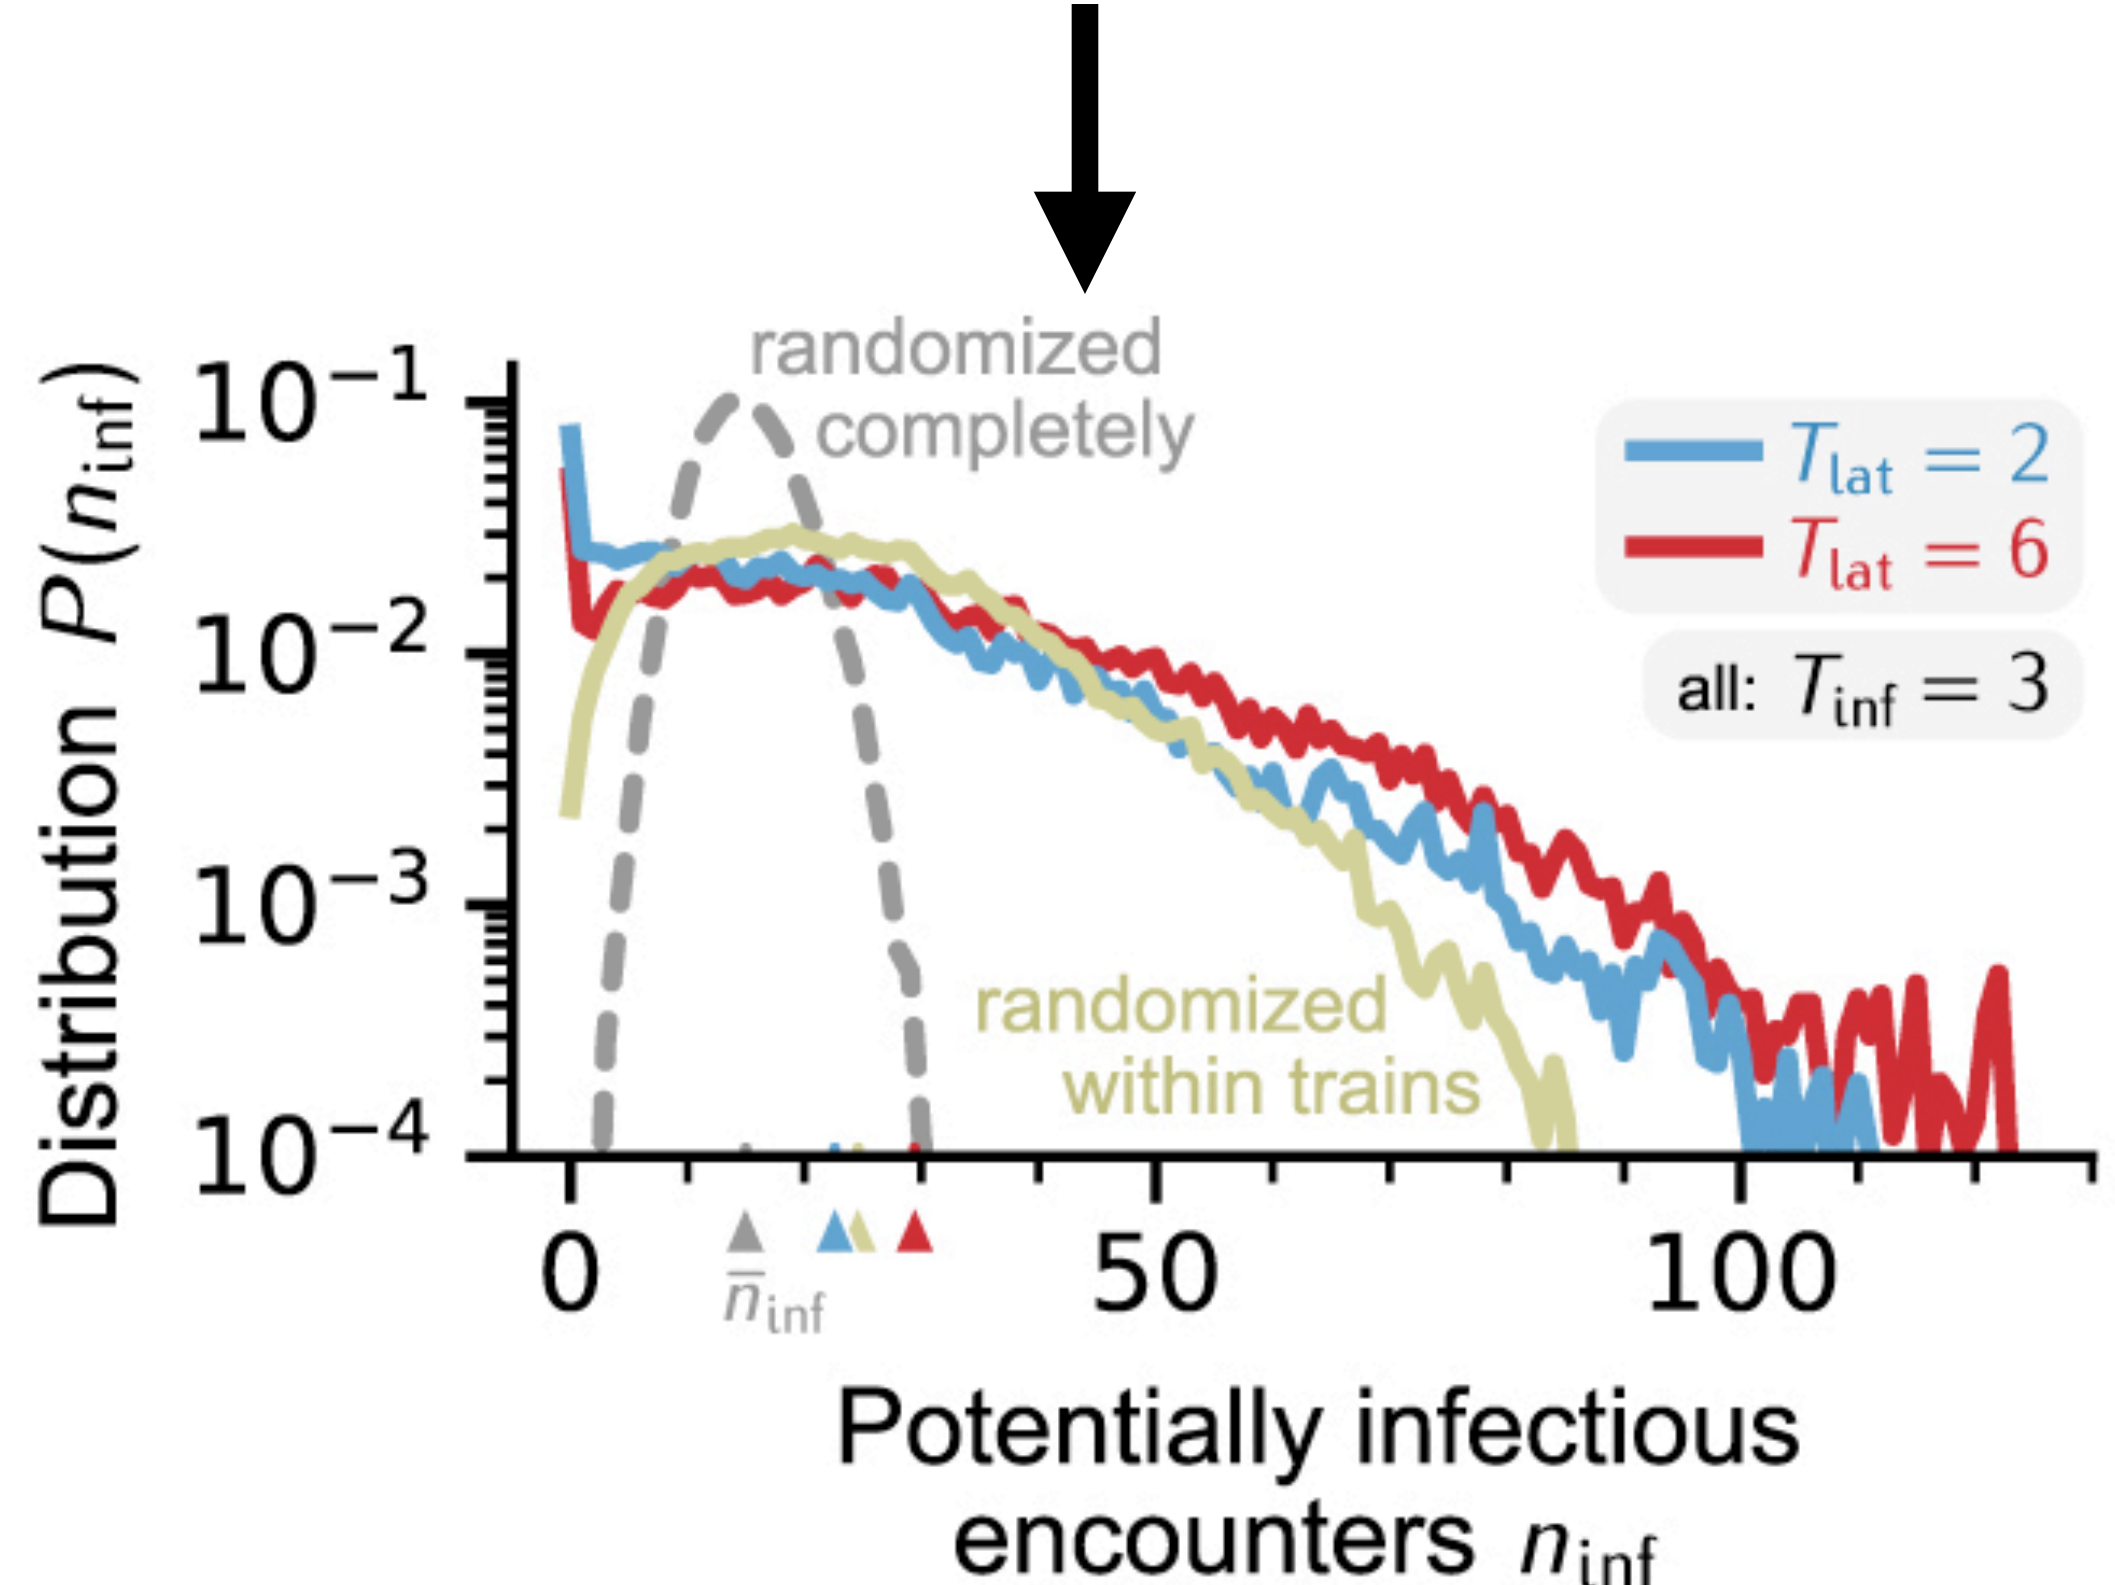 randomized
completely
Distribution P(n_inf)
10⁻¹
10⁻²
10⁻³
10⁻⁴
T_lat = 2
T_lat = 6
all: T_inf = 3
randomized
within trains
0 50 100
n̅_inf
Potentially infectious
encounters n_inf